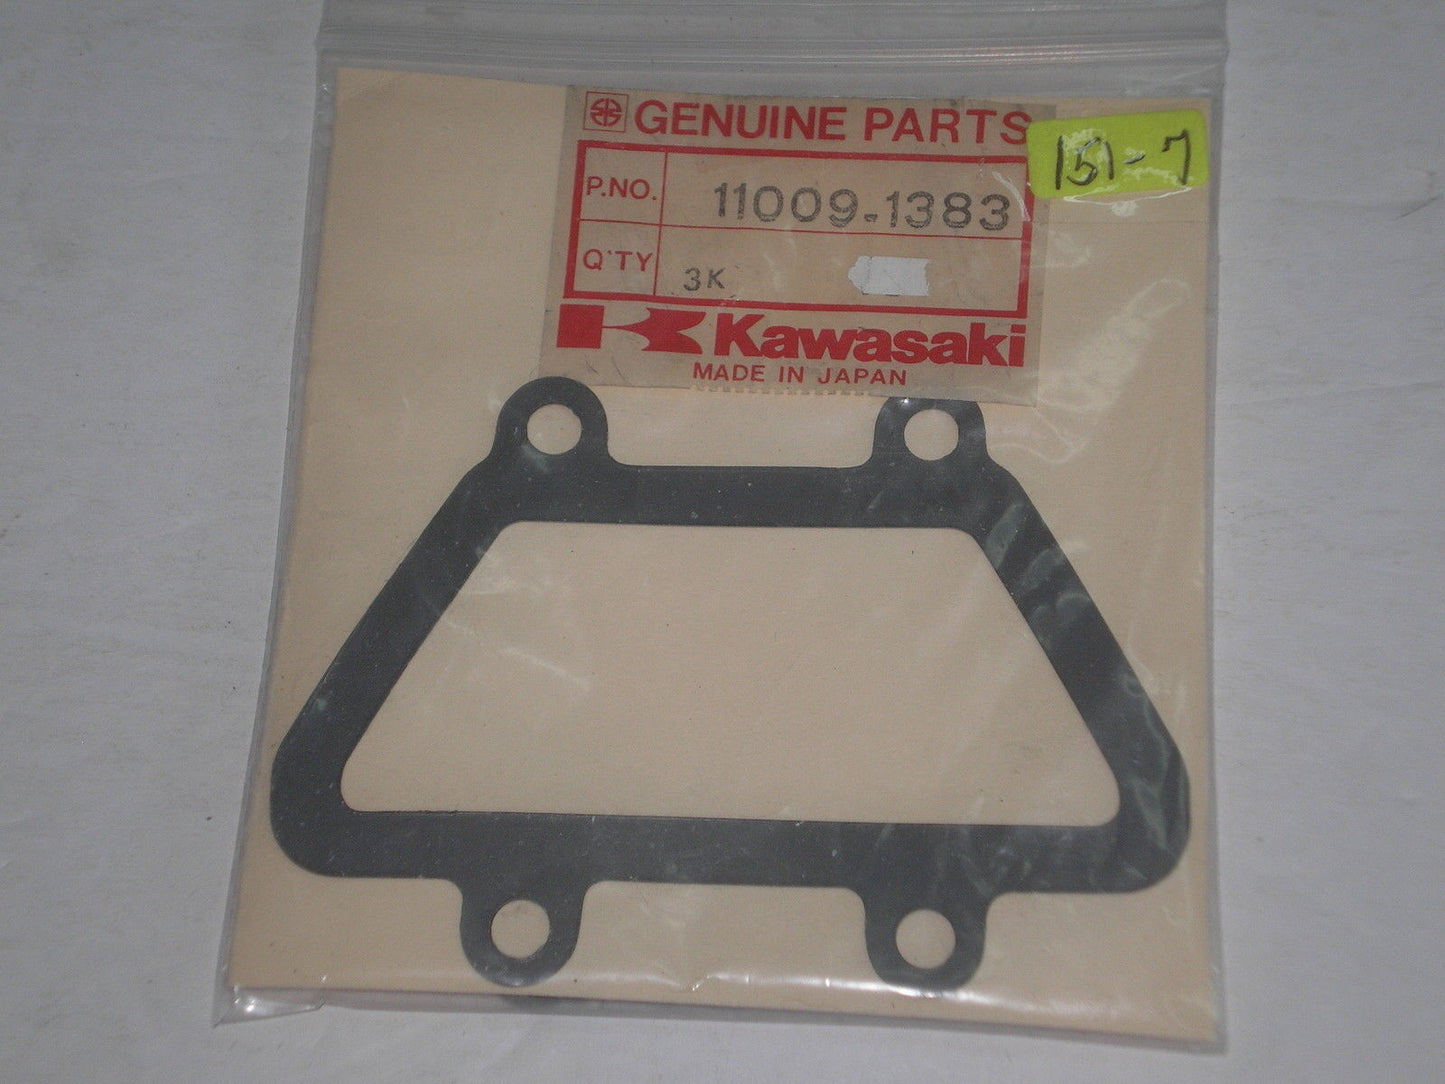 GENUINE PARTS
151-7
P.NO. 11009-1383
Q'TY 3K
Kawasaki
MADE IN JAPAN